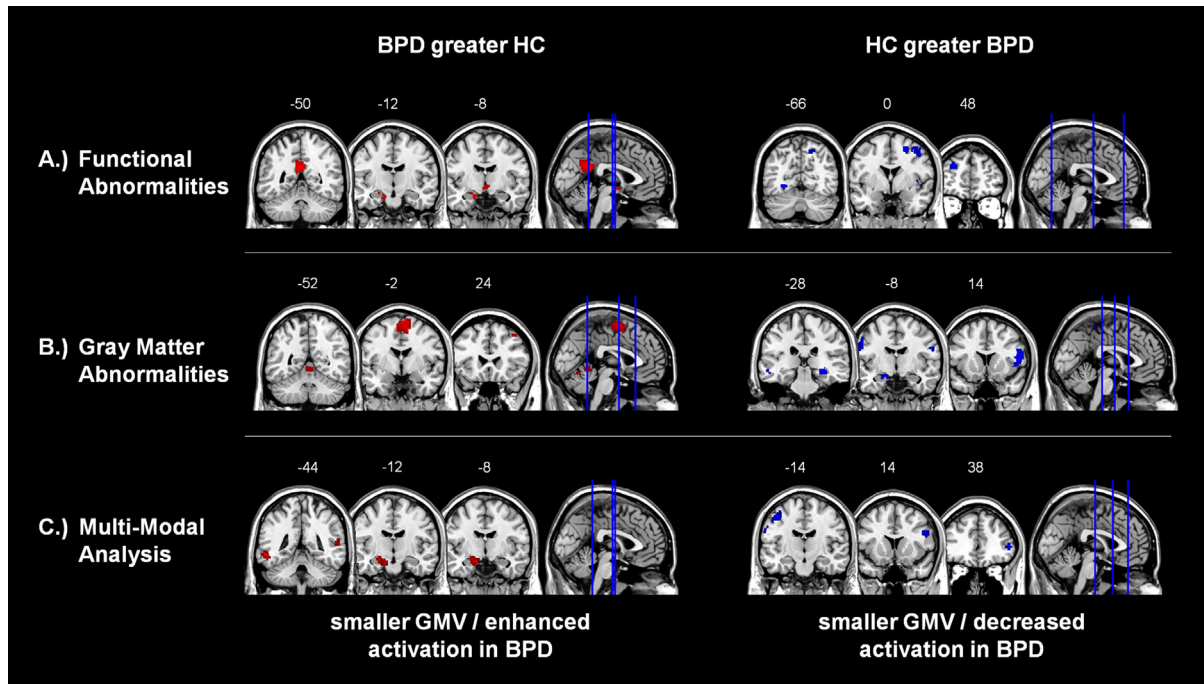 BPD greater HC
HC greater BPD
-50 -12 -8
-66 0 48
A.) Functional
Abnormalities
-52 -2 24
-28 -8 14
B.) Gray Matter
Abnormalities
-44 -12 -8
-14 14 38
C.) Multi-Modal
Analysis
smaller GMV / enhanced
activation in BPD
smaller GMV / decreased
activation in BPD